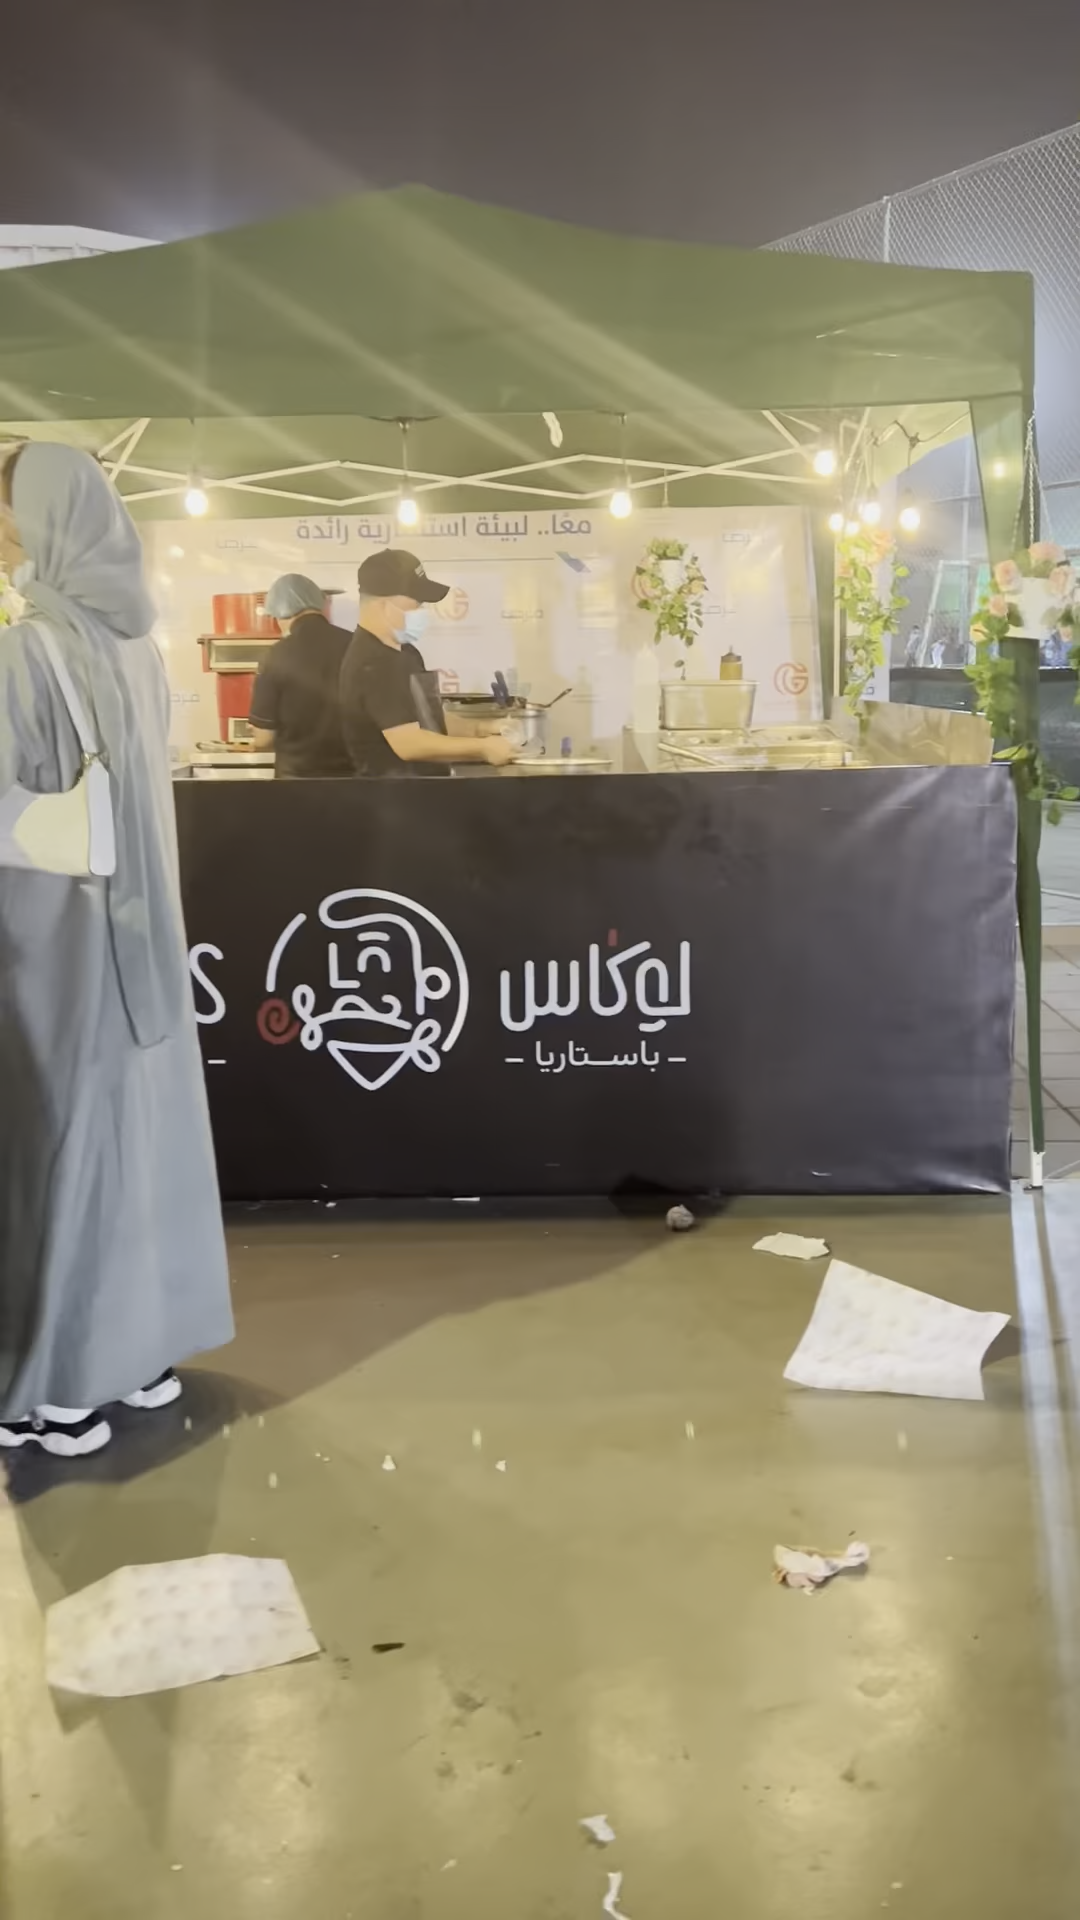 معًا.. لبيئة استثمارية رائدة
لوكاس
– باستاريا –